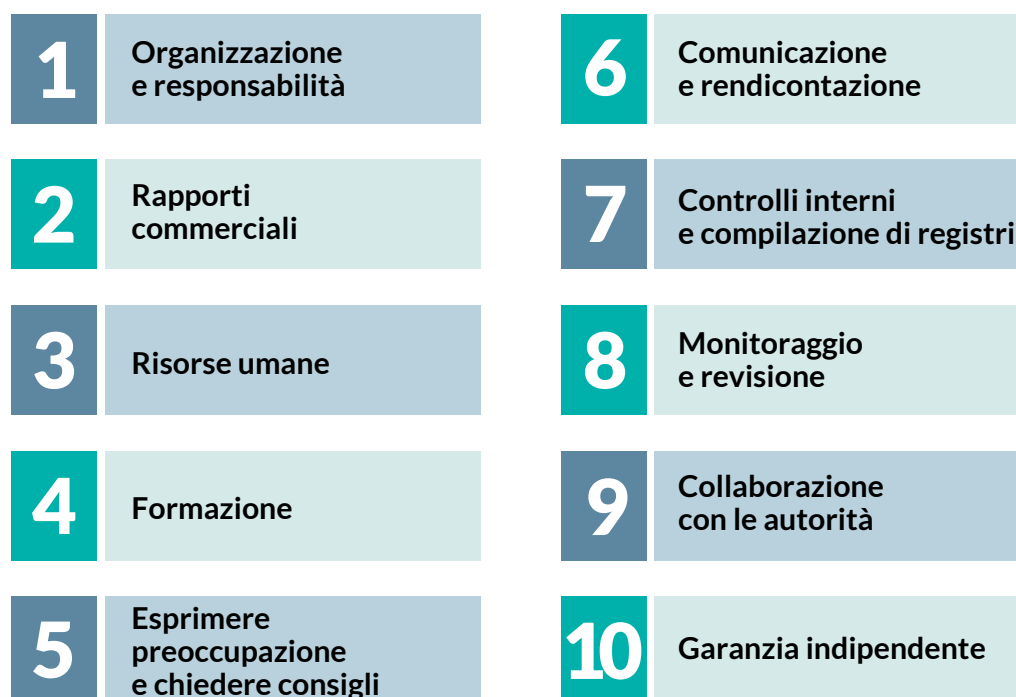 1
Organizzazione
e responsabilità
2
Rapporti
commerciali
3
Risorse umane
4
Formazione
5
Esprimere
preoccupazione
e chiedere consigli
6
Comunicazione
e rendicontazione
7
Controlli interni
e compilazione di registri
8
Monitoraggio
e revisione
9
Collaborazione
con le autorità
10
Garanzia indipendente